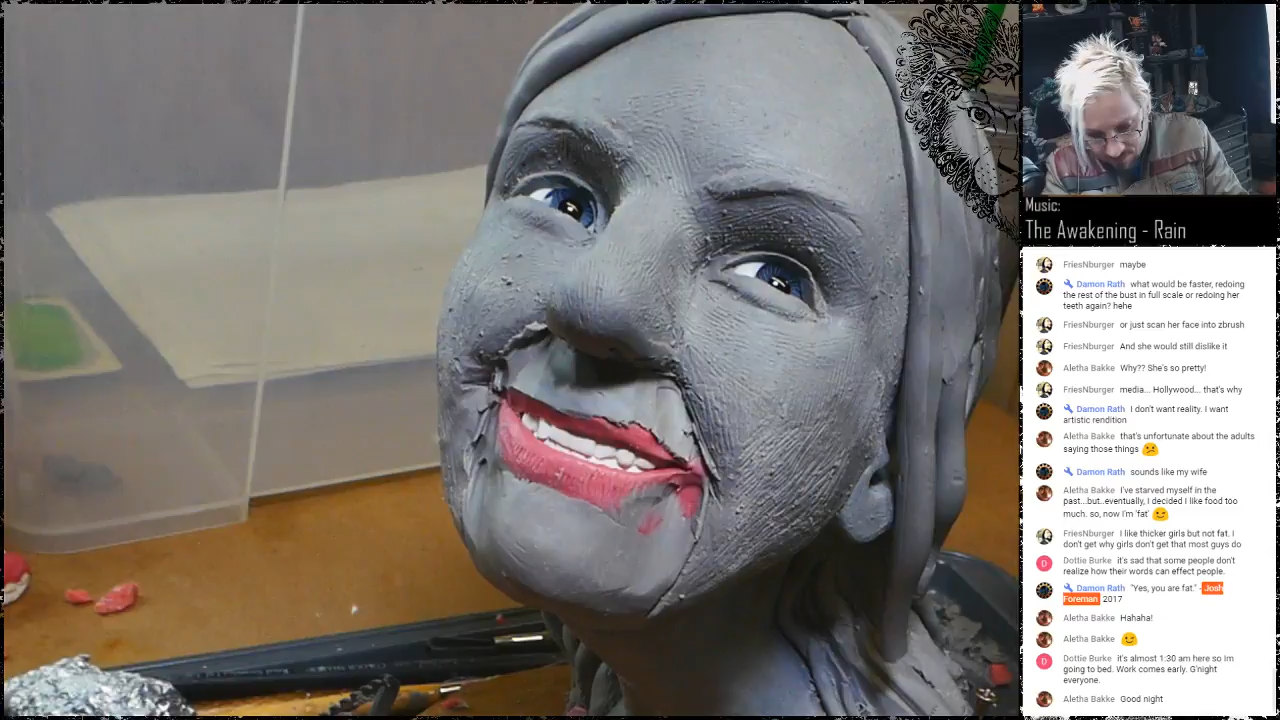 Music:
The Awakening - Rain
FriesNburger maybe
Damon Rath what would be faster, redoing
the rest of the bust in full scale or redoing her
teeth again? hehe
FriesNburger or just scan her face into zbrush
FriesNburger And she would still dislike it
Aletha Bakke Why?? She's so pretty!
FriesNburger media... Hollywood... that's why
Damon Rath I don't want reality. I want
artistic rendition
Aletha Bakke that's unfortunate about the adults
saying those things
Damon Rath sounds like my wife
Aletha Bakke I've starved myself in the
past...but..eventually, I decided I like food too
much. so, now I'm 'fat'
FriesNburger I like thicker girls but not fat. I
don't get why girls don't get that most guys do
D Dottie Burke it's sad that some people don't
realize how their words can effect people.
Damon Rath "Yes, you are fat." - Josh
Foreman 2017
Aletha Bakke Hahaha!
Aletha Bakke
D Dottie Burke it's almost 1:30 am here so Im
going to bed. Work comes early. G'night
everyone.
Aletha Bakke Good night